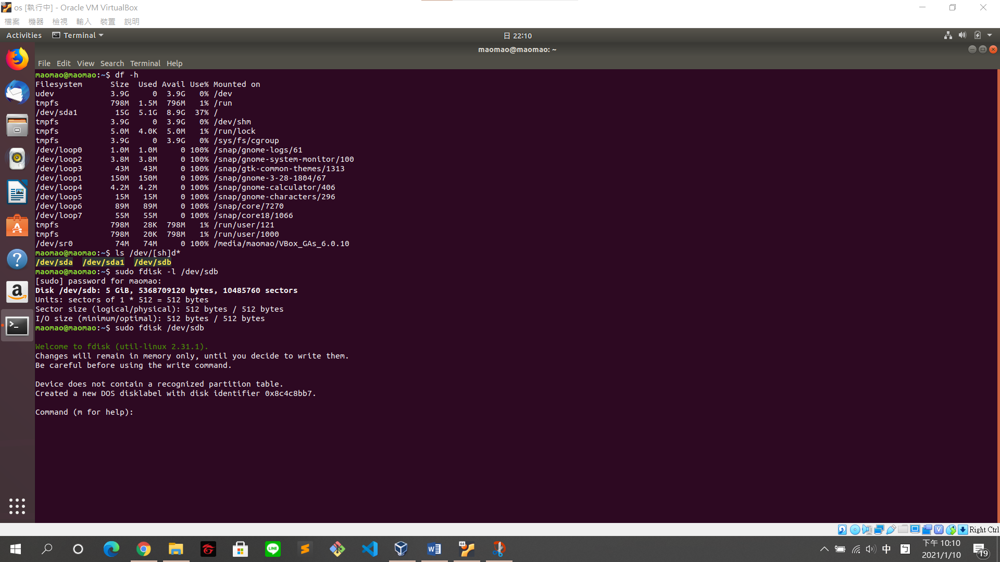 os [執行中] - Oracle VM VirtualBox
檔案 機器 檢視 輸入 裝置 說明
Activities Terminal 日 22:10
maomao@maomao: ~
File Edit View Search Terminal Help
maomao@maomao:~$ df -h
Filesystem      Size  Used Avail Use% Mounted on
udev            3.9G     0  3.9G   0% /dev
tmpfs           798M  1.5M  796M   1% /run
/dev/sda1        15G  5.1G  8.9G  37% /
tmpfs           3.9G     0  3.9G   0% /dev/shm
tmpfs           5.0M  4.0K  5.0M   1% /run/lock
tmpfs           3.9G     0  3.9G   0% /sys/fs/cgroup
/dev/loop0      1.0M  1.0M     0 100% /snap/gnome-logs/61
/dev/loop2      3.8M  3.8M     0 100% /snap/gnome-system-monitor/100
/dev/loop3       43M   43M     0 100% /snap/gtk-common-themes/1313
/dev/loop1      150M  150M     0 100% /snap/gnome-3-28-1804/67
/dev/loop4      4.2M  4.2M     0 100% /snap/gnome-calculator/406
/dev/loop5       15M   15M     0 100% /snap/gnome-characters/296
/dev/loop6       89M   89M     0 100% /snap/core/7270
/dev/loop7       55M   55M     0 100% /snap/core18/1066
tmpfs           798M   28K  798M   1% /run/user/121
tmpfs           798M   20K  798M   1% /run/user/1000
/dev/sr0         74M   74M     0 100% /media/maomao/VBox_GAs_6.0.10
maomao@maomao:~$ ls /dev/[sh]d*
/dev/sda  /dev/sda1  /dev/sdb
maomao@maomao:~$ sudo fdisk -l /dev/sdb
[sudo] password for maomao:
Disk /dev/sdb: 5 GiB, 5368709120 bytes, 10485760 sectors
Units: sectors of 1 * 512 = 512 bytes
Sector size (logical/physical): 512 bytes / 512 bytes
I/O size (minimum/optimal): 512 bytes / 512 bytes
maomao@maomao:~$ sudo fdisk /dev/sdb
Welcome to fdisk (util-linux 2.31.1).
Changes will remain in memory only, until you decide to write them.
Be careful before using the write command.
Device does not contain a recognized partition table.
Created a new DOS disklabel with disk identifier 0x8c4c8bb7.
Command (m for help):
Right Ctrl
中 ㄅ 下午 10:10
2021/1/10
19